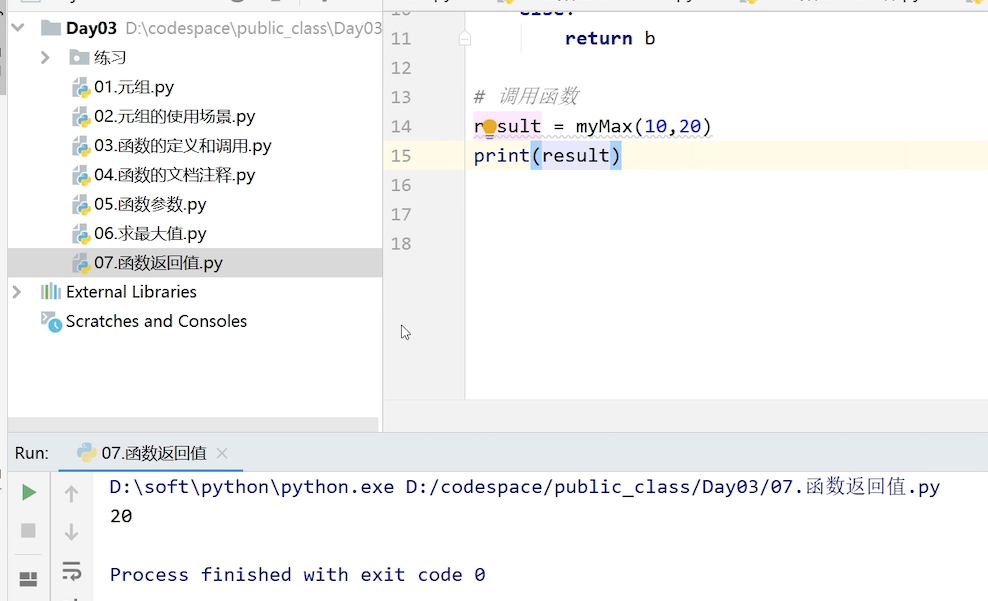 Day03 D:\codespace\public_class\Day03
练习
01.元组.py
02.元组的使用场景.py
03.函数的定义和调用.py
04.函数的文档注释.py
05.函数参数.py
06.求最大值.py
07.函数返回值.py
External Libraries
Scratches and Consoles
11 return b
12
13 # 调用函数
14 result = myMax(10,20)
15 print(result)
16
17
18
Run: 07.函数返回值
D:\soft\python\python.exe D:/codespace/public_class/Day03/07.函数返回值.py
20
Process finished with exit code 0